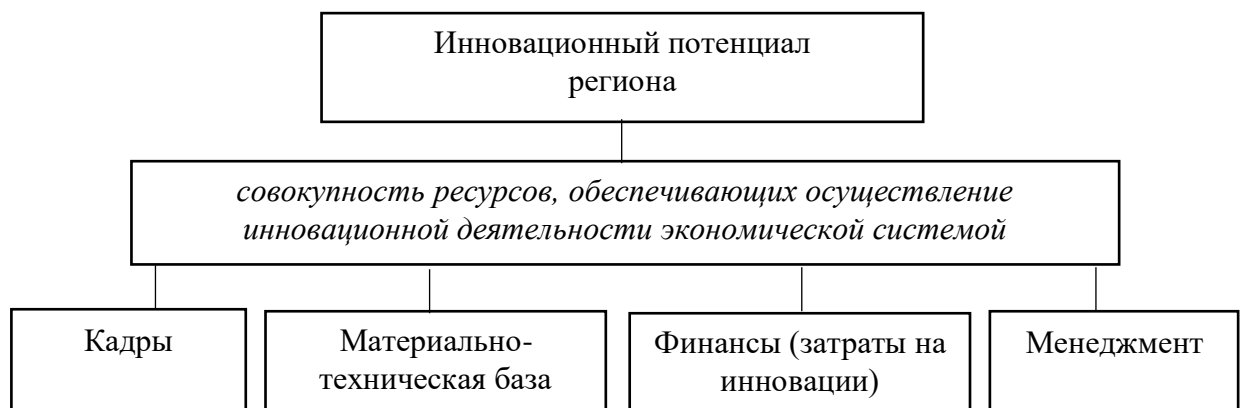 Инновационный потенциал
региона
совокупность ресурсов, обеспечивающих осуществление
инновационной деятельности экономической системой
Кадры
Материально-
техническая база
Финансы (затраты на
инновации)
Менеджмент